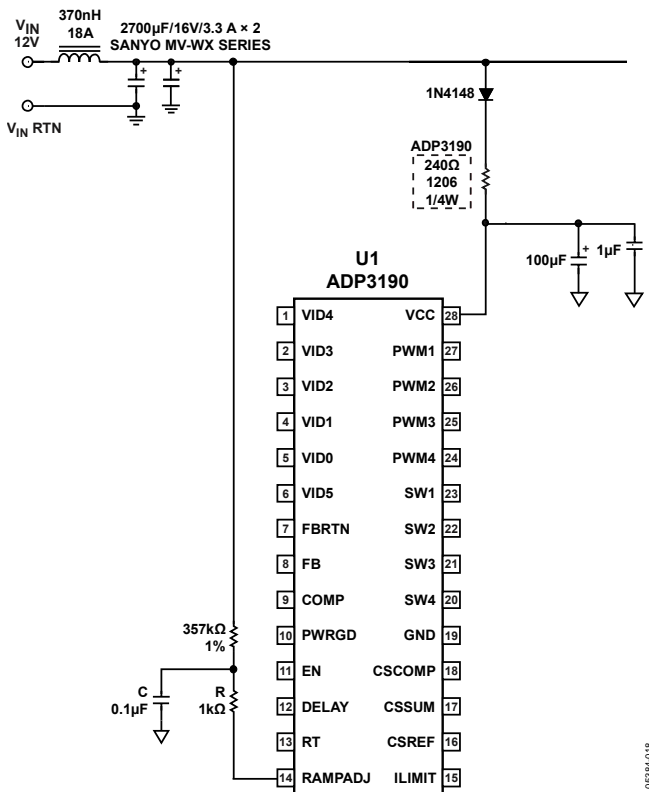 370nH
18A
2700µF/16V/3.3 A × 2
SANYO MV-WX SERIES
VIN
12V
+
+
VIN RTN
1N4148
ADP3190
240Ω
1206
1/4W
100µF
+
1µF
U1
ADP3190
1 VID4 VCC 28
2 VID3 PWM1 27
3 VID2 PWM2 26
4 VID1 PWM3 25
5 VID0 PWM4 24
6 VID5 SW1 23
7 FBRTN SW2 22
8 FB SW3 21
9 COMP SW4 20
10 PWRGD GND 19
11 EN CSCOMP 18
12 DELAY CSSUM 17
13 RT CSREF 16
14 RAMPADJ ILIMIT 15
357kΩ
1%
C
0.1µF
R
1kΩ
05384-018